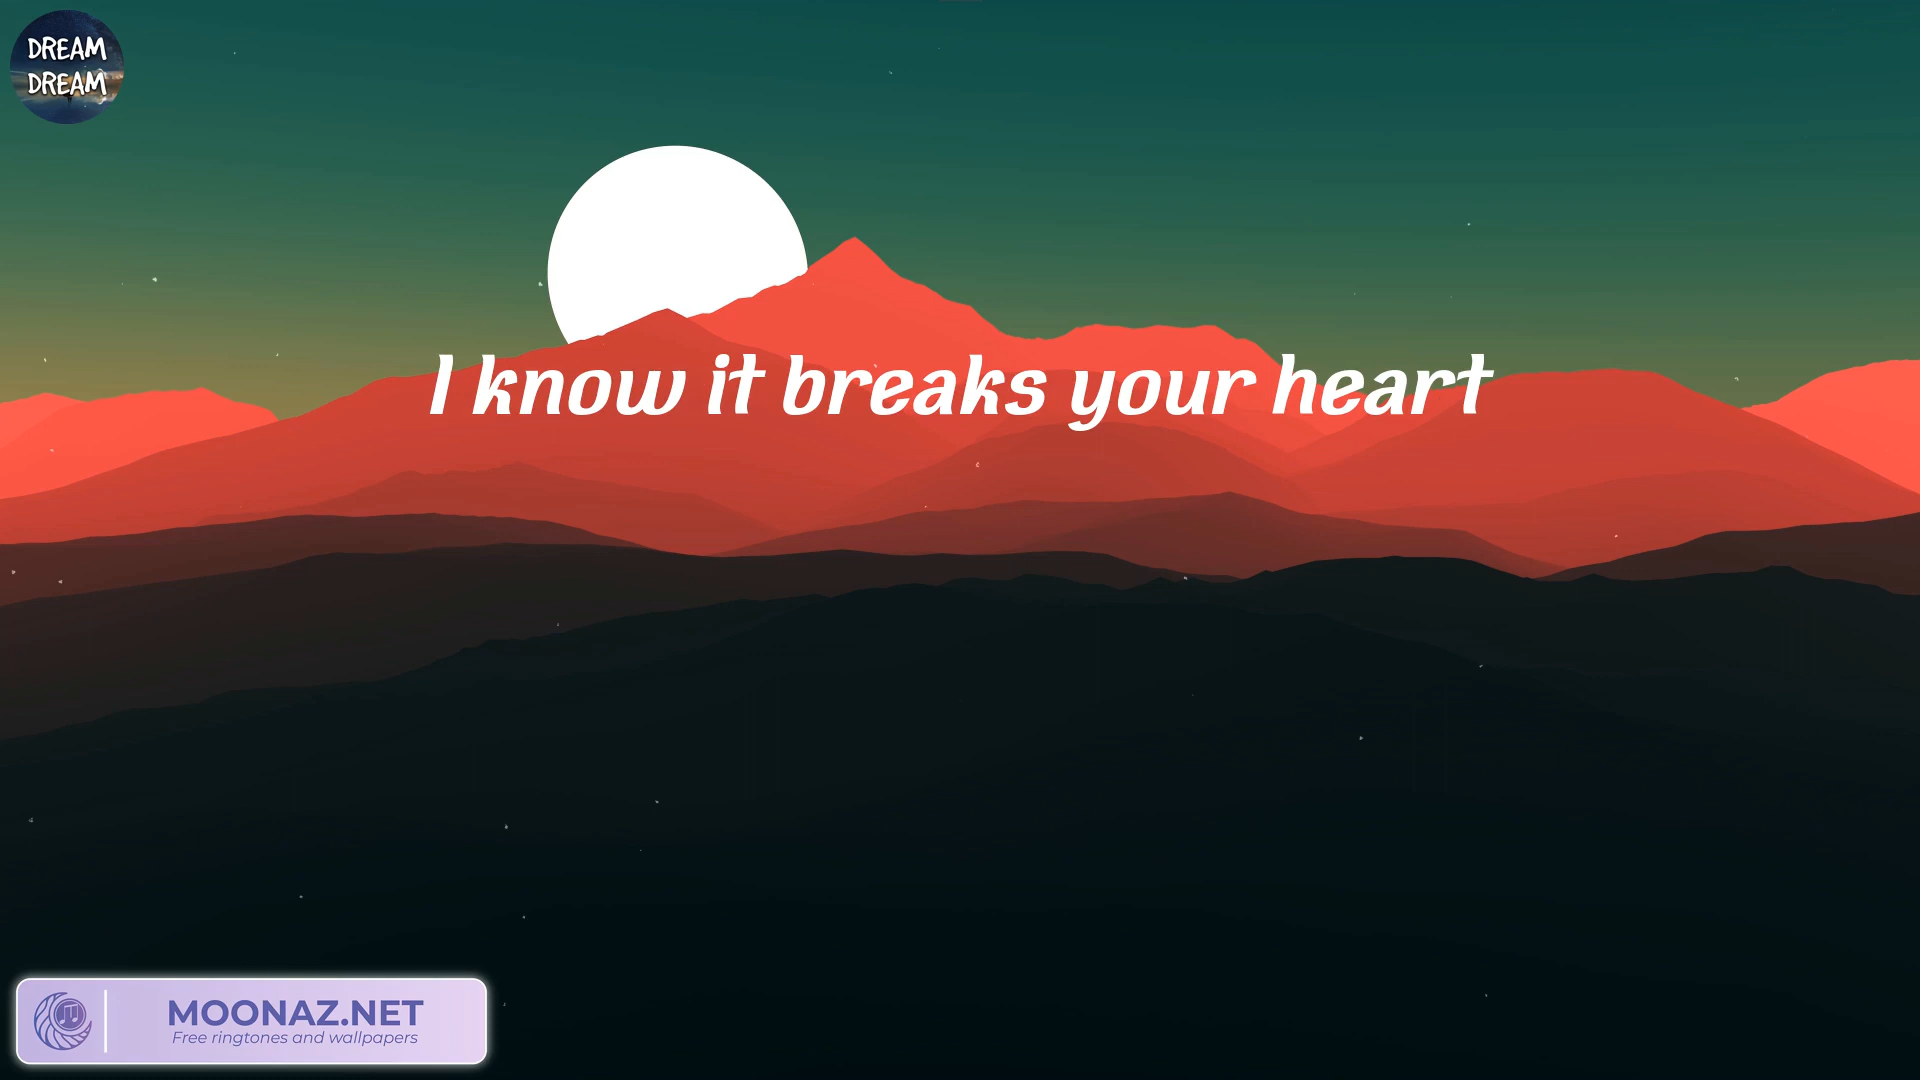 DREAM
DREAM
I know it breaks your heart
MOONAZ.NET
Free ringtones and wallpapers